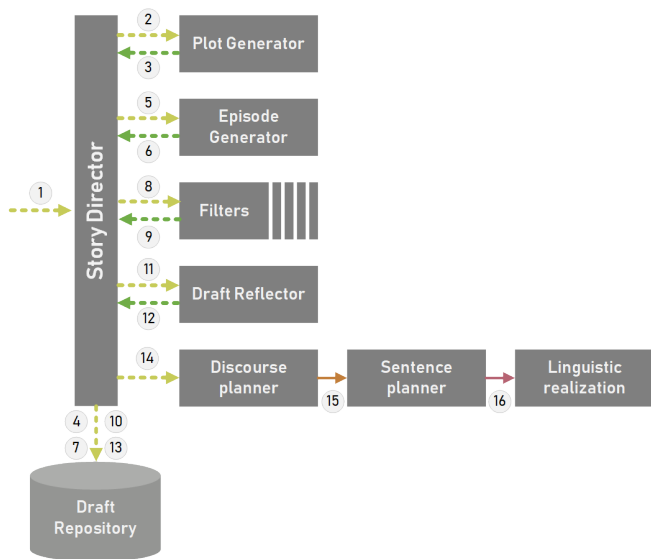 2
Plot Generator
3
5
Episode
Generator
6
1
Story Director
8
Filters
9
11
Draft Reflector
12
14
Discourse
planner
15
Sentence
planner
16
Linguistic
realization
4 10
7 13
Draft
Repository